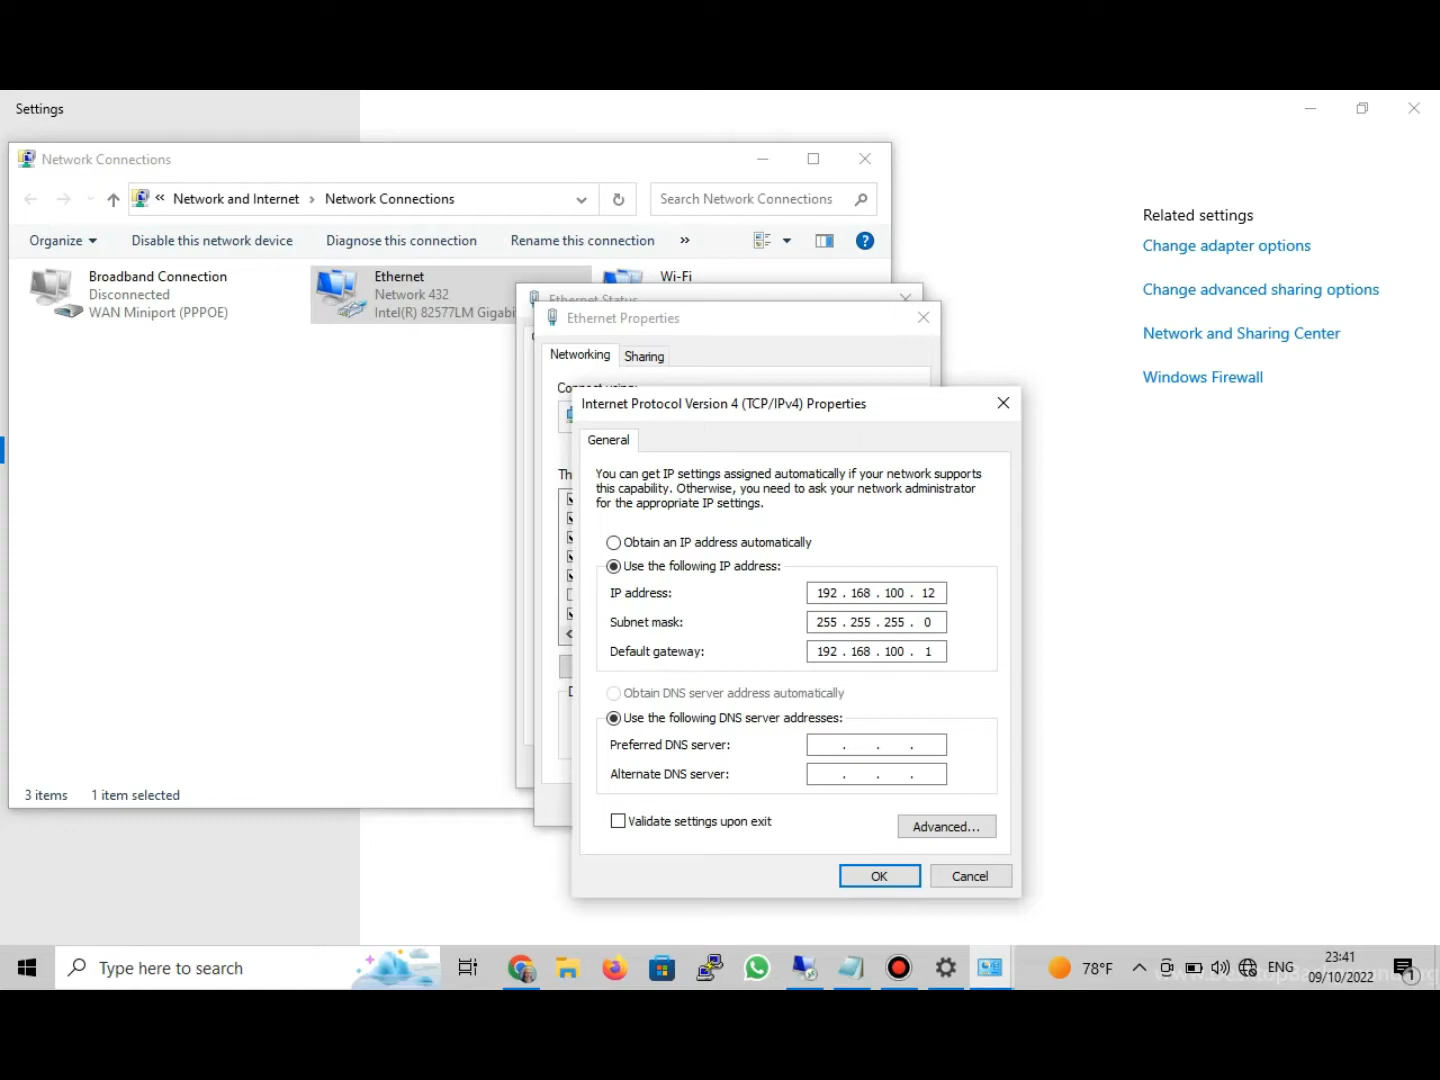 Settings
Network Connections
« Network and Internet › Network Connections
Search Network Connections
Organize Disable this network device Diagnose this connection Rename this connection »
Broadband Connection
Disconnected
WAN Miniport (PPPOE)
Ethernet
Network 432
Intel(R) 82577LM Gigabi
Wi-Fi
Ethernet Status
Ethernet Properties
Networking Sharing
Connect using:
Th
Internet Protocol Version 4 (TCP/IPv4) Properties
General
You can get IP settings assigned automatically if your network supports
this capability. Otherwise, you need to ask your network administrator
for the appropriate IP settings.
Obtain an IP address automatically
Use the following IP address:
IP address: 192 . 168 . 100 . 12
Subnet mask: 255 . 255 . 255 . 0
Default gateway: 192 . 168 . 100 . 1
Obtain DNS server address automatically
Use the following DNS server addresses:
Preferred DNS server: . . .
Alternate DNS server: . . .
Validate settings upon exit
Advanced...
OK Cancel
3 items 1 item selected
Related settings
Change adapter options
Change advanced sharing options
Network and Sharing Center
Windows Firewall
Type here to search
78°F
ENG
23:41
09/10/2022
1